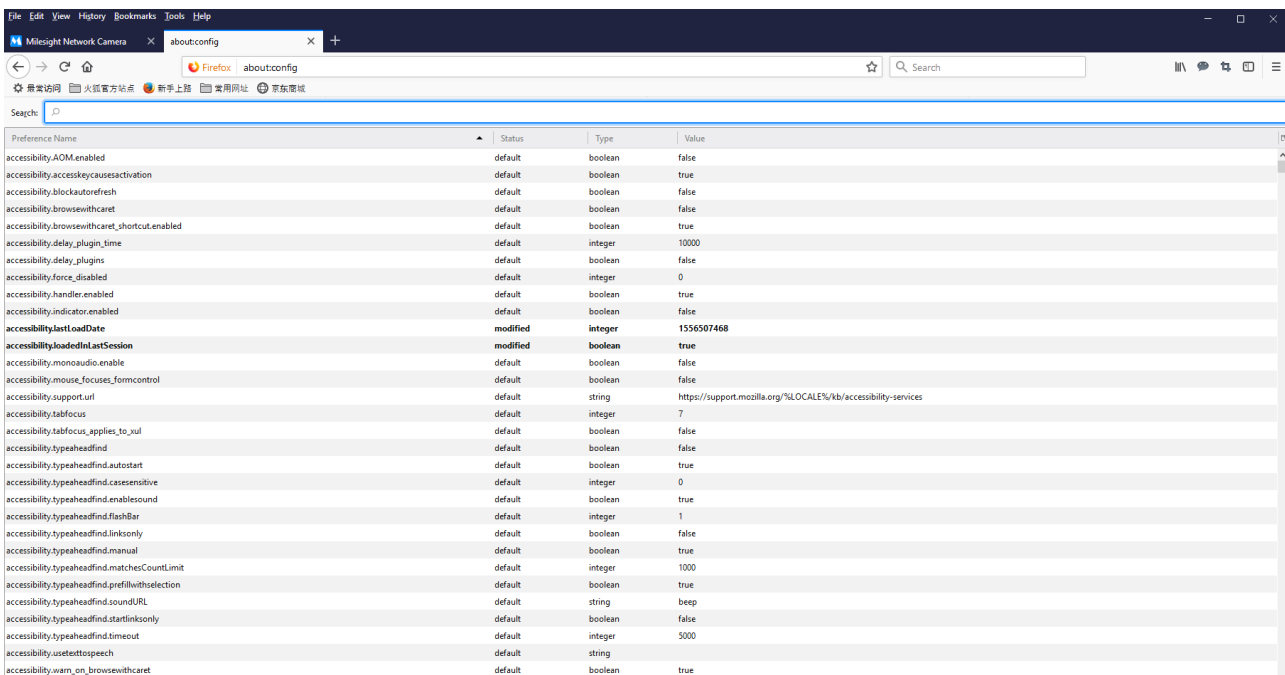 File Edit View History Bookmarks Tools Help
Milesight Network Camera about:config
Firefox about:config Search
最常访问 火狐官方站点 新手上路 常用网址 京东商城
Search:
Preference Name Status Type Value
accessibility.AOM.enabled default boolean false
accessibility.accesskeycausesactivation default boolean true
accessibility.blockautorefresh default boolean false
accessibility.browsewithcaret default boolean false
accessibility.browsewithcaret_shortcut.enabled default boolean true
accessibility.delay_plugin_time default integer 10000
accessibility.delay_plugins default boolean false
accessibility.force_disabled default integer 0
accessibility.handler.enabled default boolean true
accessibility.indicator.enabled default boolean false
accessibility.lastLoadDate modified integer 1556507468
accessibility.loadedInLastSession modified boolean true
accessibility.monoaudio.enable default boolean false
accessibility.mouse_focuses_formcontrol default boolean false
accessibility.support.url default string https://support.mozilla.org/%LOCALE%/kb/accessibility-services
accessibility.tabfocus default integer 7
accessibility.tabfocus_applies_to_xul default boolean false
accessibility.typeaheadfind default boolean false
accessibility.typeaheadfind.autostart default boolean true
accessibility.typeaheadfind.casesensitive default integer 0
accessibility.typeaheadfind.enablesound default boolean true
accessibility.typeaheadfind.flashBar default integer 1
accessibility.typeaheadfind.linksonly default boolean false
accessibility.typeaheadfind.manual default boolean true
accessibility.typeaheadfind.matchesCountLimit default integer 1000
accessibility.typeaheadfind.prefillwithselection default boolean true
accessibility.typeaheadfind.soundURL default string beep
accessibility.typeaheadfind.startlinksonly default boolean false
accessibility.typeaheadfind.timeout default integer 5000
accessibility.usetexttospeech default string
accessibility.warn_on_browsewithcaret default boolean true